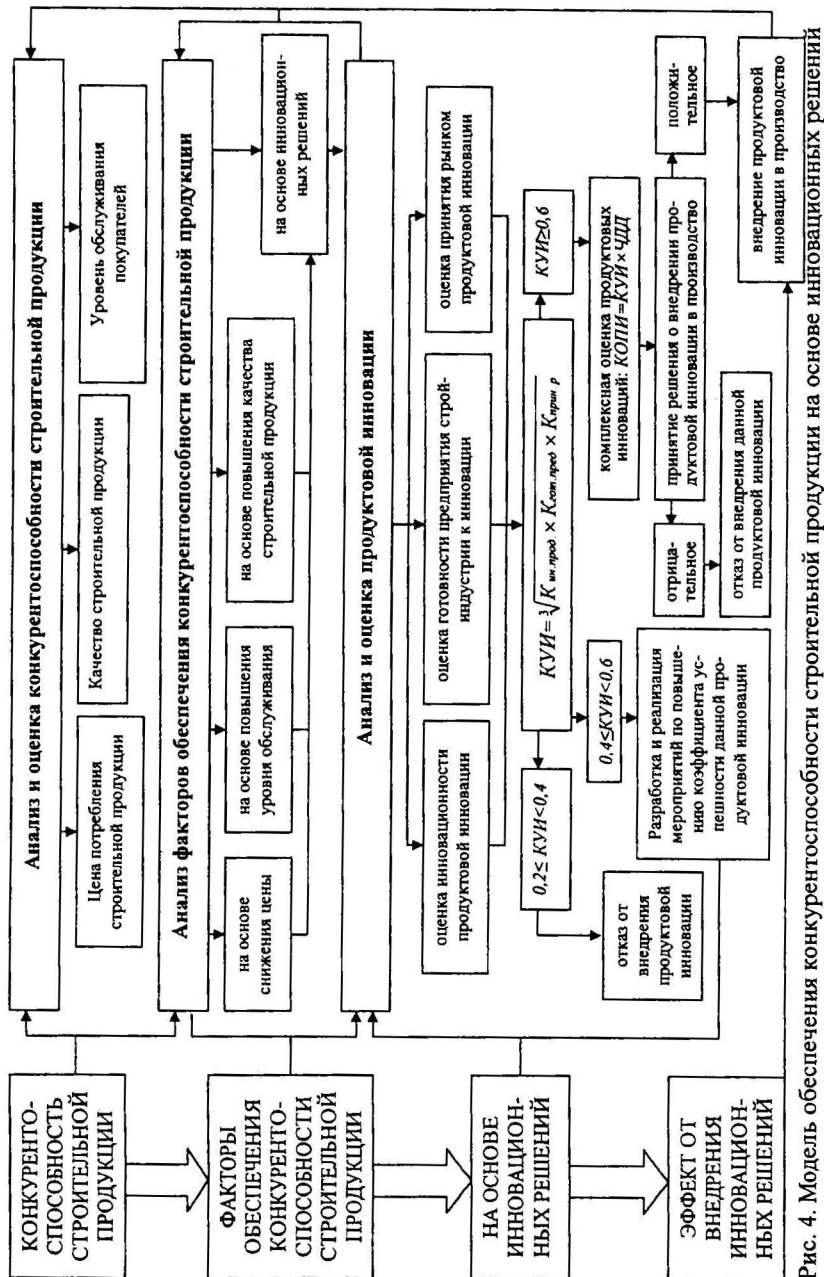 КОНКУРЕНТО-
СПОСОБНОСТЬ
СТРОИТЕЛЬНОЙ
ПРОДУКЦИИ
Анализ и оценка конкурентоспособности строительной продукции
Цена потребления
строительной продукции
Качество строительной продукции
Уровень обслуживания
покупателей
ФАКТОРЫ
ОБЕСПЕЧЕНИЯ
КОНКУРЕНТО-
СПОСОБНОСТИ
СТРОИТЕЛЬНОЙ
ПРОДУКЦИИ
Анализ факторов обеспечения конкурентоспособности строительной продукции
на основе
снижения цены
на основе повышения
уровня обслуживания
на основе повышения качества
строительной продукции
на основе инновацион-
ных решений
НА ОСНОВЕ
ИННОВАЦИОН-
НЫХ РЕШЕНИЙ
Анализ и оценка продуктовой инновации
оценка инновационности
продуктовой инновации
оценка готовности предприятия строй-
индустрии к инновации
оценка принятия рынком
продуктовой инновации
0,2≤ КУИ<0,4
КУИ=∛K ин.прод. × K гот.пред × K прин р
КУИ≥0,6
0,4≤КУИ<0,6
отказ от
внедрения
продуктовой
инновации
Разработка и реализация
мероприятий по повыше-
нию коэффициента ус-
пешности данной про-
дуктовой инновации
комплексная оценка продуктовых
инноваций: КОПИ=КУИ×ЧДД
отрица-
тельное
принятие решения о внедрении про-
дуктовой инновации в производство
положи-
тельное
отказ от внедрения данной
продуктовой инновации
ЭФФЕКТ ОТ
ВНЕДРЕНИЯ
ИННОВАЦИОН-
НЫХ РЕШЕНИЙ
внедрение продуктовой
инновации в производство
Рис. 4. Модель обеспечения конкурентоспособности строительной продукции на основе инновационных решений